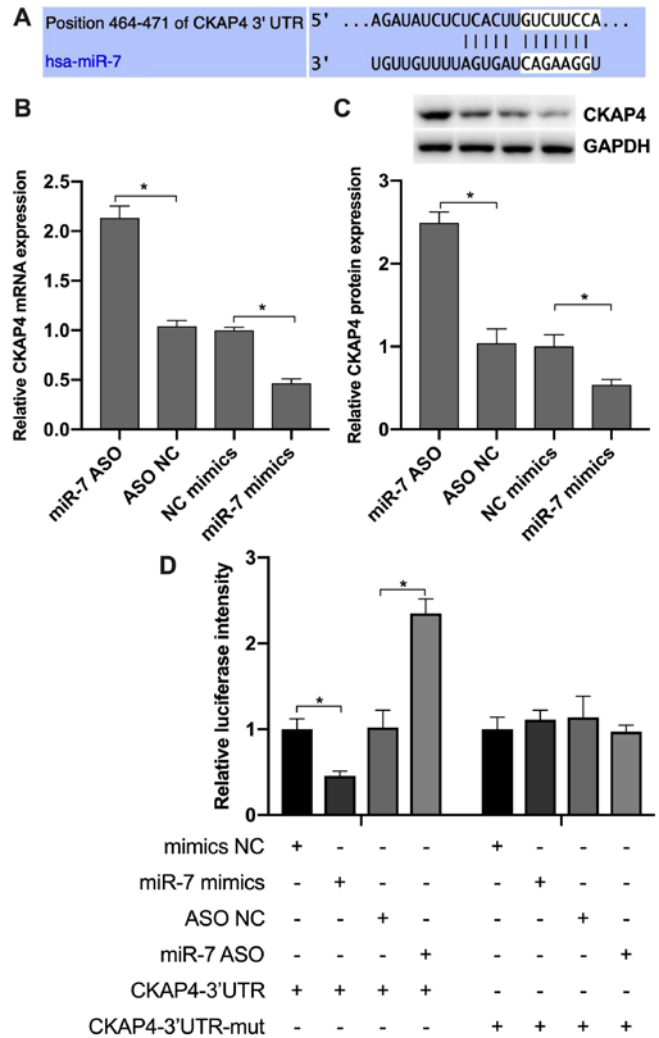 A
Position 464-471 of CKAP4 3' UTR 5' ...AGAUAUCUCUCACUUGUCUUCCA...
hsa-miR-7 3' UGUUGUUUUAGUGAUCAGAAGGU
B
Relative CKAP4 mRNA expression
2.5
2.0
1.5
1.0
0.5
0.0
*
*
miR-7 ASO
ASO NC
NC mimics
miR-7 mimics
C
CKAP4
GAPDH
Relative CKAP4 protein expression
3
2
1
0
*
*
miR-7 ASO
ASO NC
NC mimics
miR-7 mimics
D
Relative luciferase intensity
3
2
1
0
*
*
mimics NC + - - - + - - -
miR-7 mimics - + - - - + - -
ASO NC - - + - - - + -
miR-7 ASO - - - + - - - +
CKAP4-3'UTR + + + + - - - -
CKAP4-3'UTR-mut - - - - + + + +